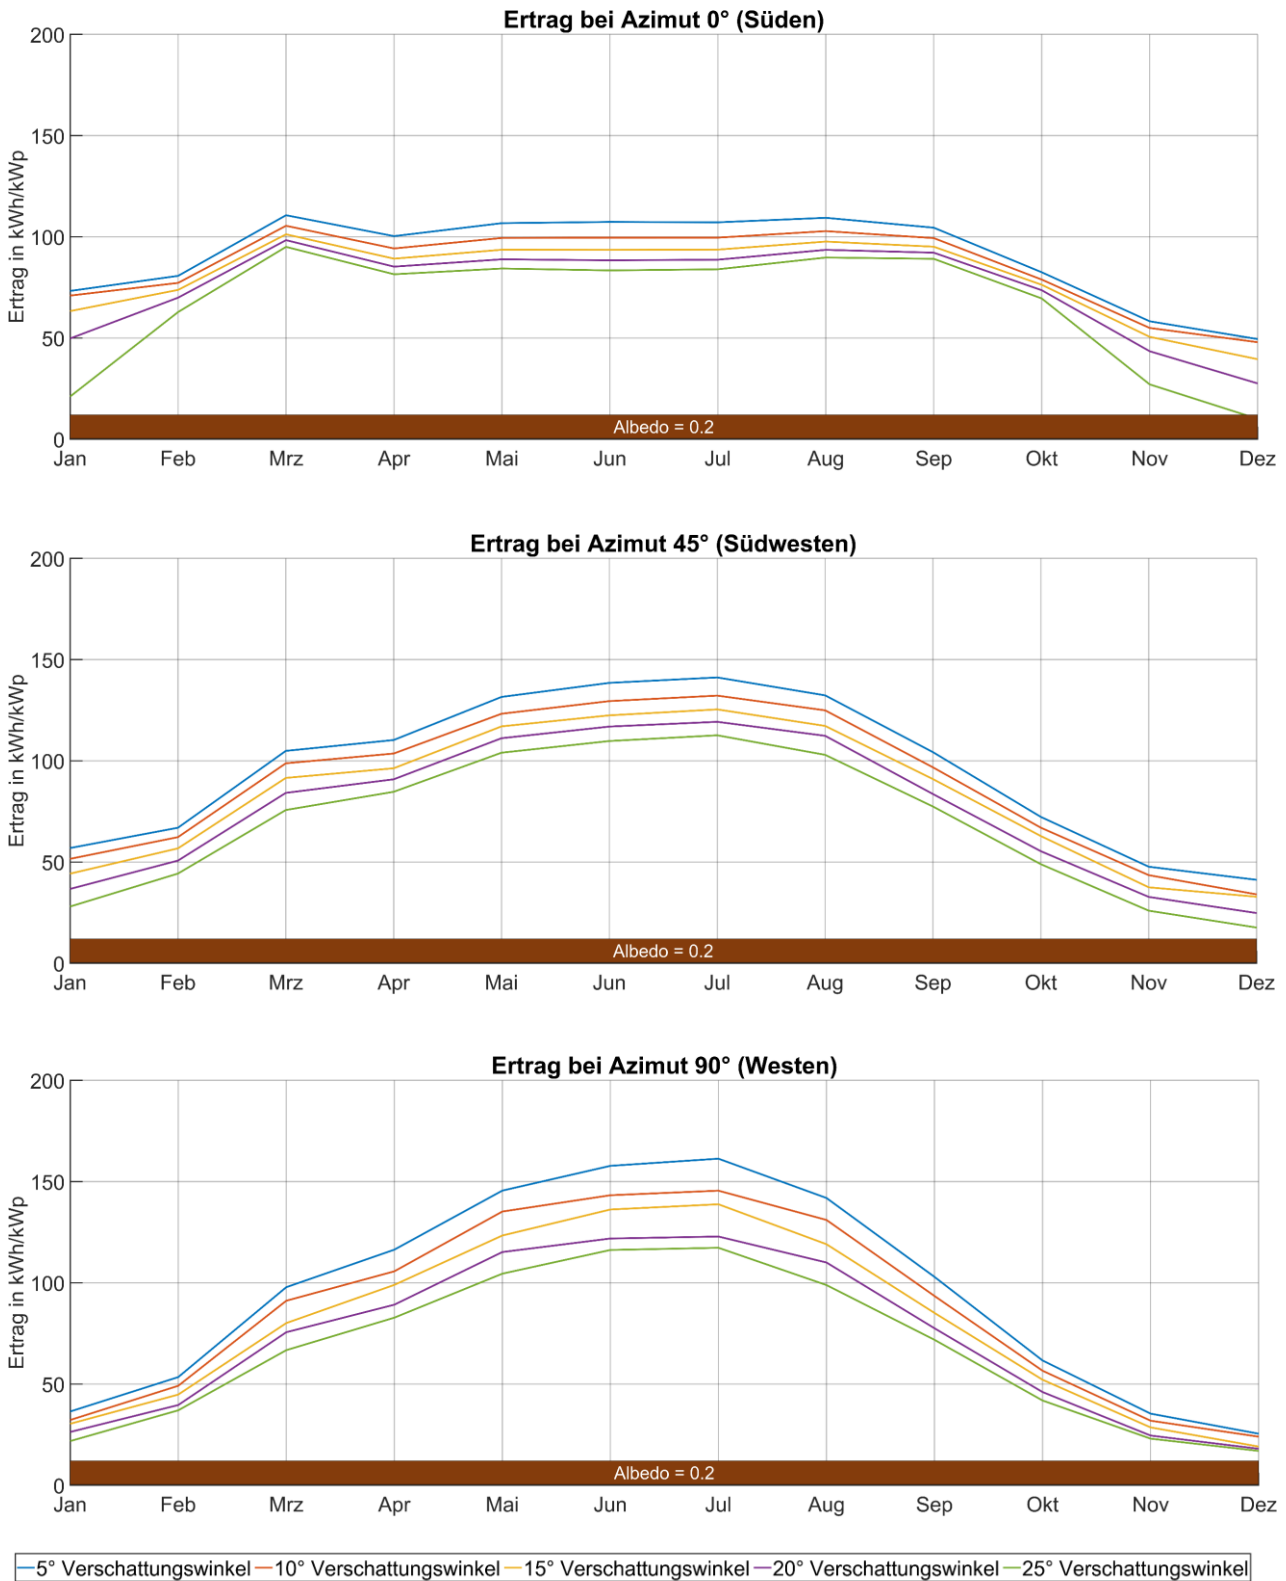 Ertrag bei Azimut 0° (Süden)
Ertrag in kWh/kWp
200
150
100
50
0
Albedo = 0.2
Jan Feb Mrz Apr Mai Jun Jul Aug Sep Okt Nov Dez
Ertrag bei Azimut 45° (Südwesten)
Ertrag in kWh/kWp
200
150
100
50
0
Albedo = 0.2
Jan Feb Mrz Apr Mai Jun Jul Aug Sep Okt Nov Dez
Ertrag bei Azimut 90° (Westen)
Ertrag in kWh/kWp
200
150
100
50
0
Albedo = 0.2
Jan Feb Mrz Apr Mai Jun Jul Aug Sep Okt Nov Dez
5° Verschattungswinkel 10° Verschattungswinkel 15° Verschattungswinkel 20° Verschattungswinkel 25° Verschattungswinkel